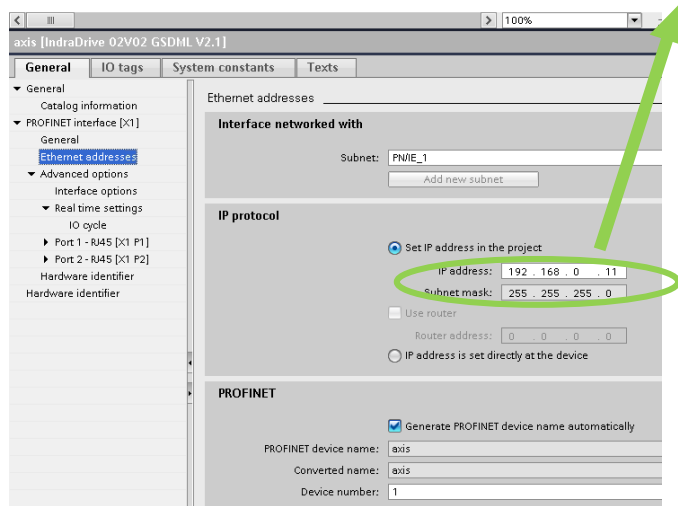 100%
axis [IndraDrive 02V02 GSDML V2.1]
General IO tags System constants Texts
General
Catalog information
PROFINET interface [X1]
General
Ethernet addresses
Advanced options
Interface options
Real time settings
IO cycle
Port 1 - RJ45 [X1 P1]
Port 2 - RJ45 [X1 P2]
Hardware identifier
Hardware identifier
Ethernet addresses
Interface networked with
Subnet: PN/IE_1
Add new subnet
IP protocol
Set IP address in the project
IP address: 192 . 168 . 0 . 11
Subnet mask: 255 . 255 . 255 . 0
Use router
Router address: 0 . 0 . 0 . 0
IP address is set directly at the device
PROFINET
Generate PROFINET device name automatically
PROFINET device name: axis
Converted name: axis
Device number: 1